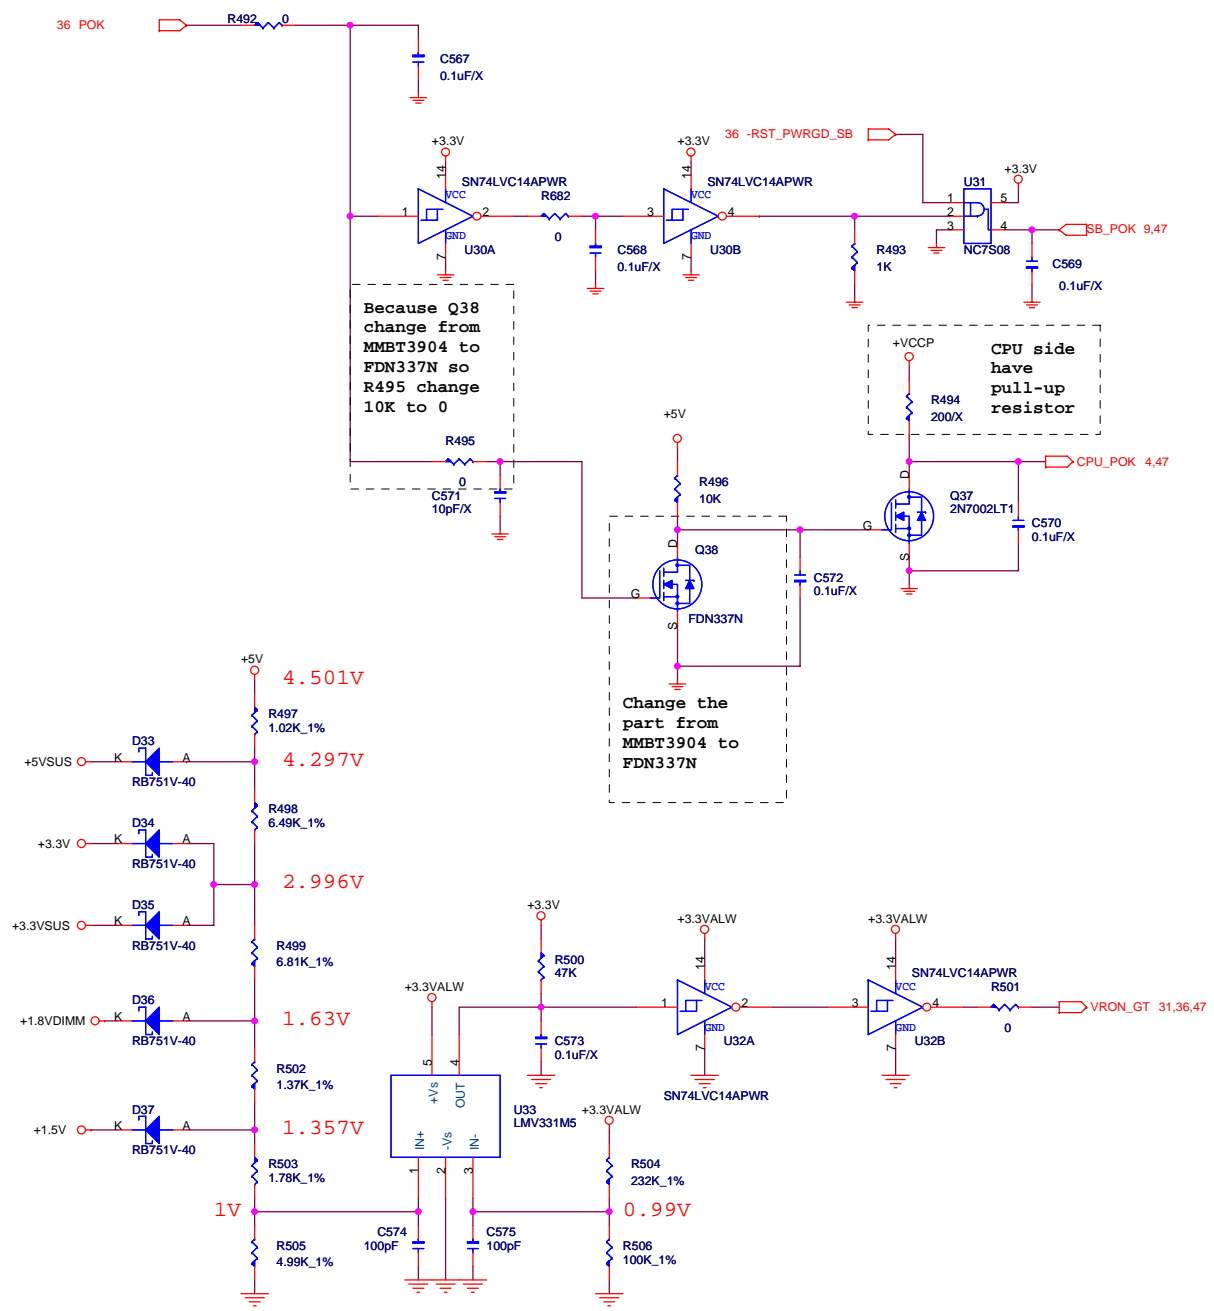 36 POK
R492 0
C567
0.1uF/X
+3.3V
14
VCC
SN74LVC14APWR
1
2
GND
7
U30A
R682
0
C568
0.1uF/X
+3.3V
14
VCC
SN74LVC14APWR
3
4
GND
7
U30B
36 -RST_PWRGD_SB
R493
1K
U31
+3.3V
1
2
3
5
4
NC7S08
SB_POK 9,47
C569
0.1uF/X
Because Q38
change from
MMBT3904 to
FDN337N so
R495 change
10K to 0
R495
0
C571
10pF/X
+VCCP
CPU side
have
pull-up
resistor
R494
200/X
CPU_POK 4,47
+5V
R496
10K
D
G
S
Q37
2N7002LT1
C570
0.1uF/X
D
G
S
Q38
FDN337N
C572
0.1uF/X
Change the
part from
MMBT3904 to
FDN337N
+5V
4.501V
R497
1.02K_1%
+5VSUS
K
D33
A
RB751V-40
4.297V
R498
6.49K_1%
+3.3V
K
D34
A
RB751V-40
2.996V
+3.3VSUS
K
D35
A
RB751V-40
R499
6.81K_1%
+1.8VDIMM
K
D36
A
RB751V-40
1.63V
R502
1.37K_1%
+1.5V
K
D37
A
RB751V-40
1.357V
R503
1.78K_1%
1V
R505
4.99K_1%
+3.3VALW
5
4
+Vs
OUT
IN+
-Vs
IN-
1
2
3
U33
LMV331M5
C574
100pF
C575
100pF
+3.3VALW
R504
232K_1%
0.99V
R506
100K_1%
+3.3V
R500
47K
C573
0.1uF/X
+3.3VALW
14
VCC
1
2
GND
7
U32A
SN74LVC14APWR
+3.3VALW
14
VCC
SN74LVC14APWR
3
4
GND
7
U32B
R501
0
VRON_GT 31,36,47